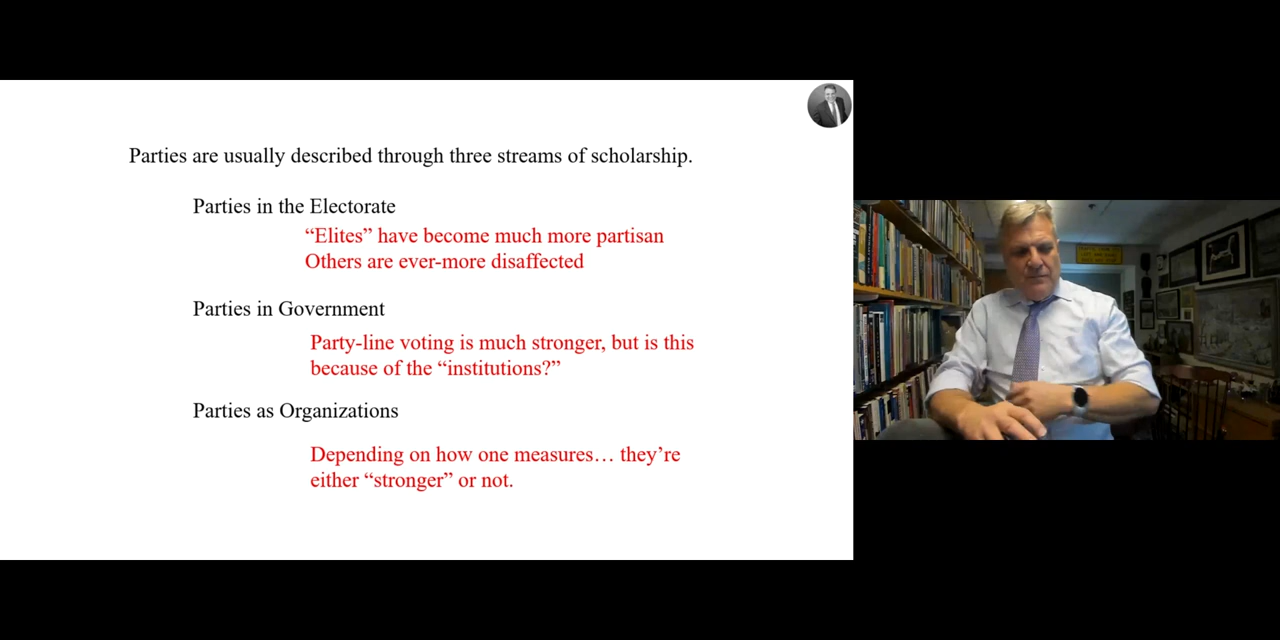 Parties are usually described through three streams of scholarship.
Parties in the Electorate
“Elites” have become much more partisan
Others are ever-more disaffected
Parties in Government
Party-line voting is much stronger, but is this
because of the “institutions?”
Parties as Organizations
Depending on how one measures… they’re
either “stronger” or not.